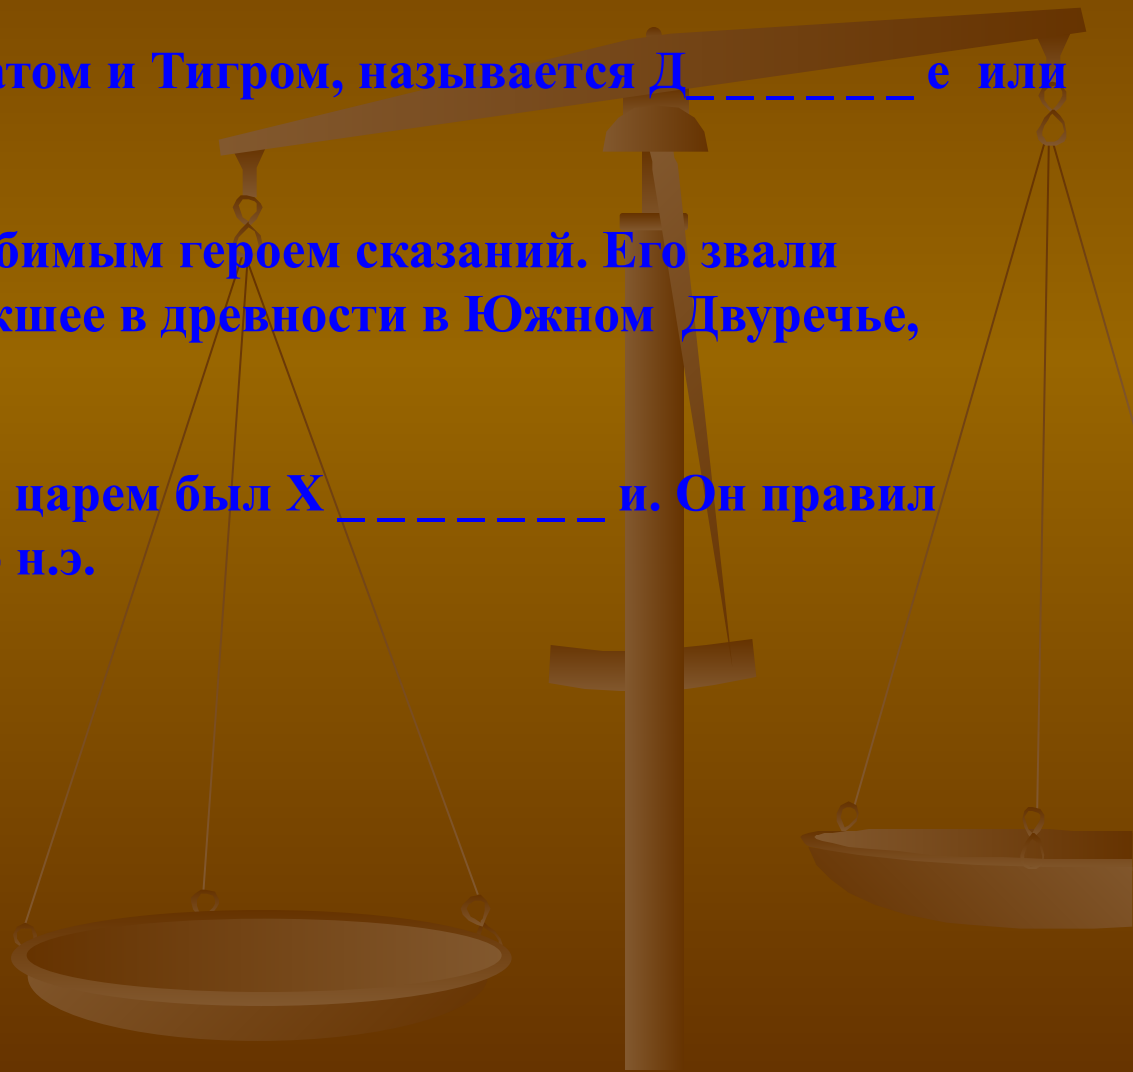 атом и Тигром, называется Д_ _ _ _ _ _ е или
бимым героем сказаний. Его звали
кшее в древности в Южном Двуречье,
царем был Х _ _ _ _ _ _ _ и. Он правил
н.э.